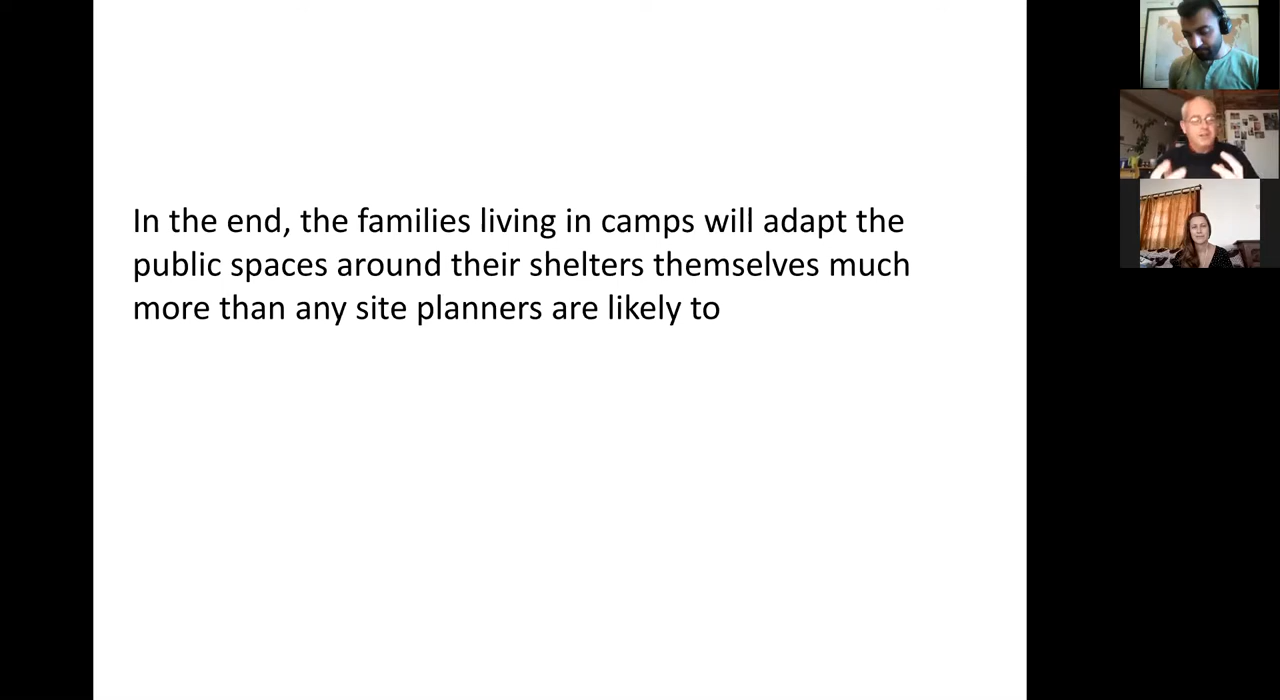 In the end, the families living in camps will adapt the
public spaces around their shelters themselves much
more than any site planners are likely to